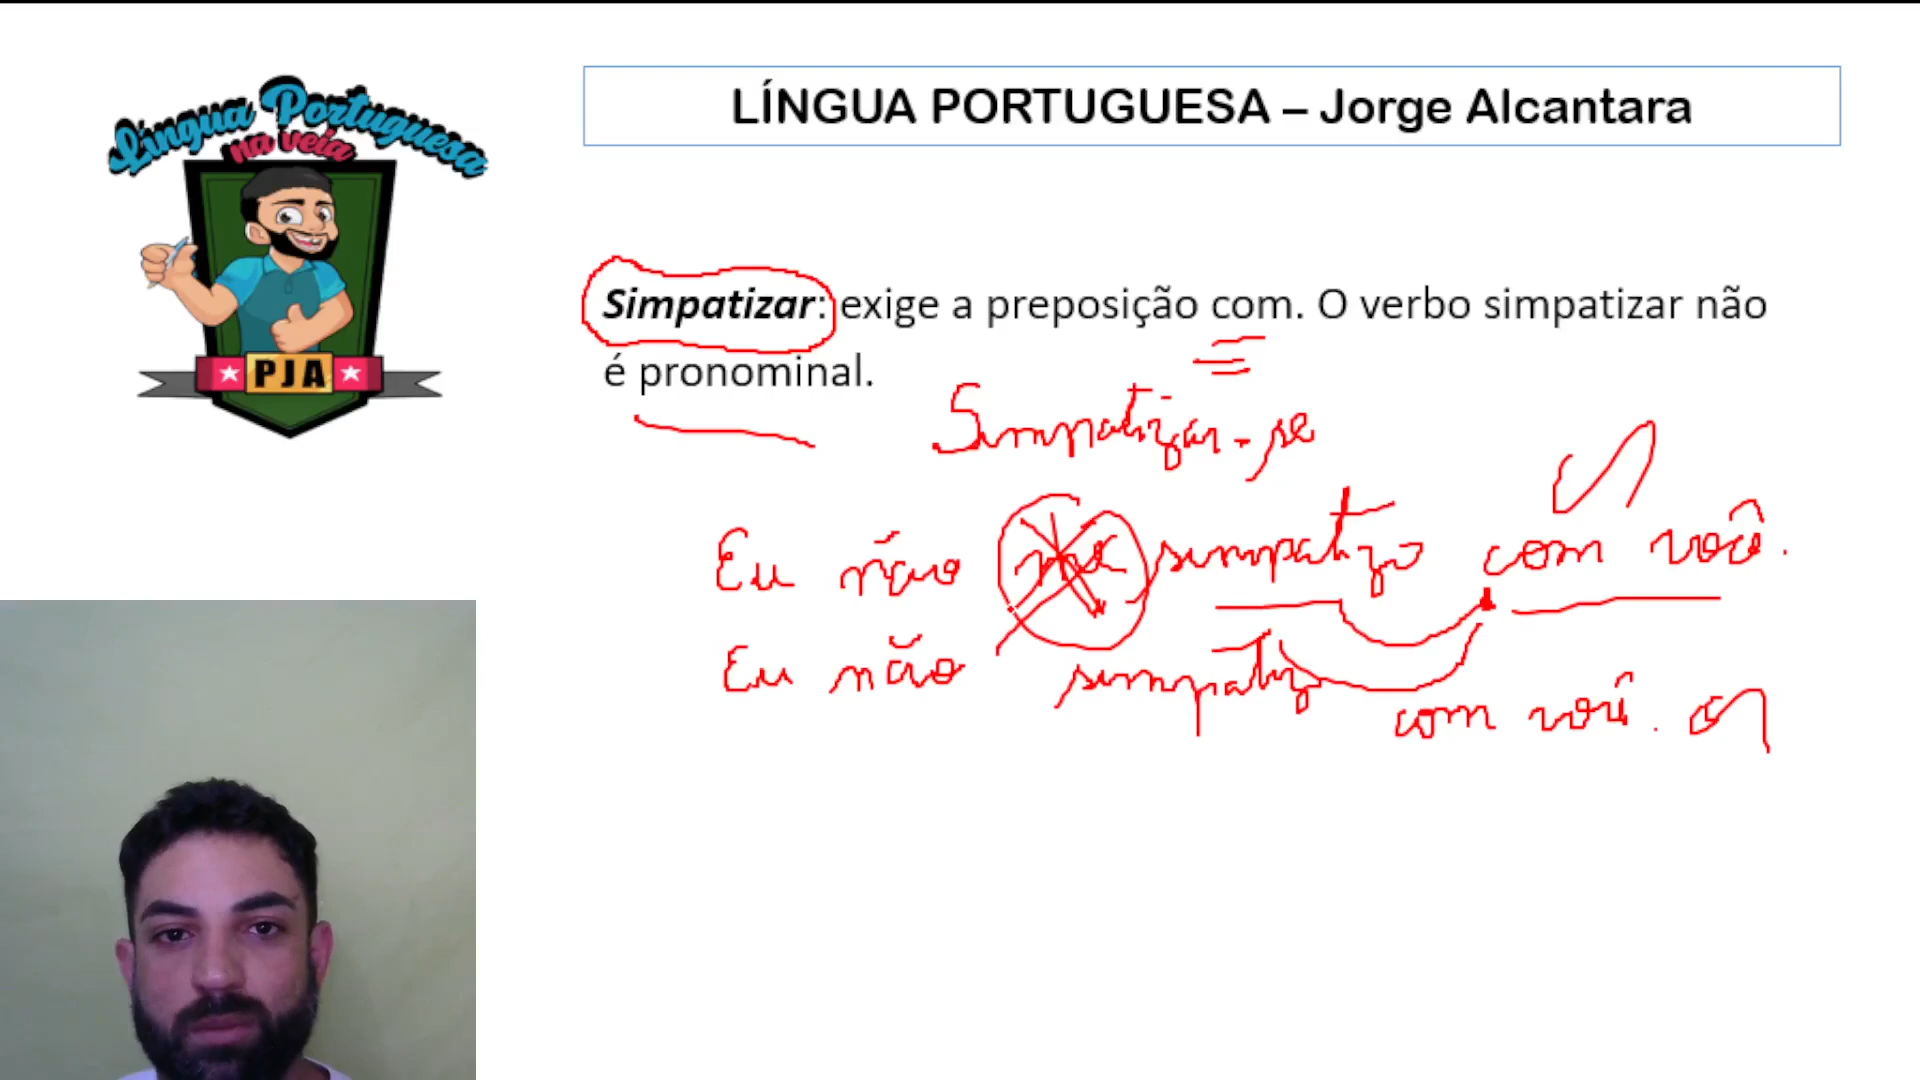 Língua Portuguesa
na veia
PJA
LÍNGUA PORTUGUESA – Jorge Alcantara
Simpatizar: exige a preposição com. O verbo simpatizar não
é pronominal.
Simpatizar-se
Eu não me simpatizo com você.
Eu não simpatizo com você.